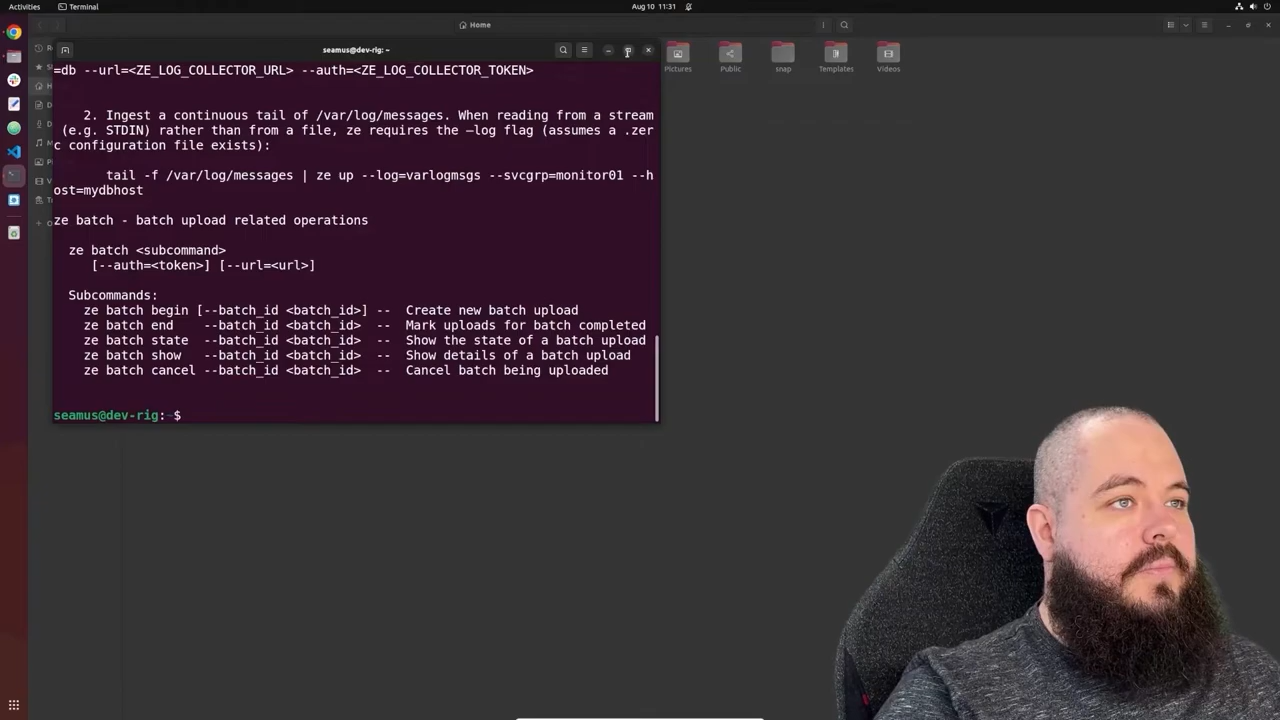 Activities
Terminal
Aug 10 11:31
Home
seamus@dev-rig: ~
Pictures
Public
snap
Templates
Videos
=db --url=<ZE_LOG_COLLECTOR_URL> --auth=<ZE_LOG_COLLECTOR_TOKEN>
2. Ingest a continuous tail of /var/log/messages. When reading from a stream
(e.g. STDIN) rather than from a file, ze requires the –log flag (assumes a .zer
c configuration file exists):
tail -f /var/log/messages | ze up --log=varlogmsgs --svcgrp=monitor01 --h
ost=mydbhost
ze batch - batch upload related operations
ze batch <subcommand>
[--auth=<token>] [--url=<url>]
Subcommands:
ze batch begin [--batch_id <batch_id>] -- Create new batch upload
ze batch end --batch_id <batch_id> -- Mark uploads for batch completed
ze batch state --batch_id <batch_id> -- Show the state of a batch upload
ze batch show --batch_id <batch_id> -- Show details of a batch upload
ze batch cancel --batch_id <batch_id> -- Cancel batch being uploaded
seamus@dev-rig:~$